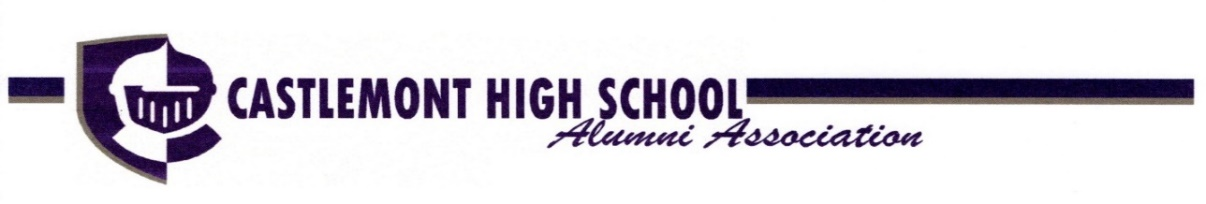 CASTLEMONT HIGH SCHOOL
Alumni Association